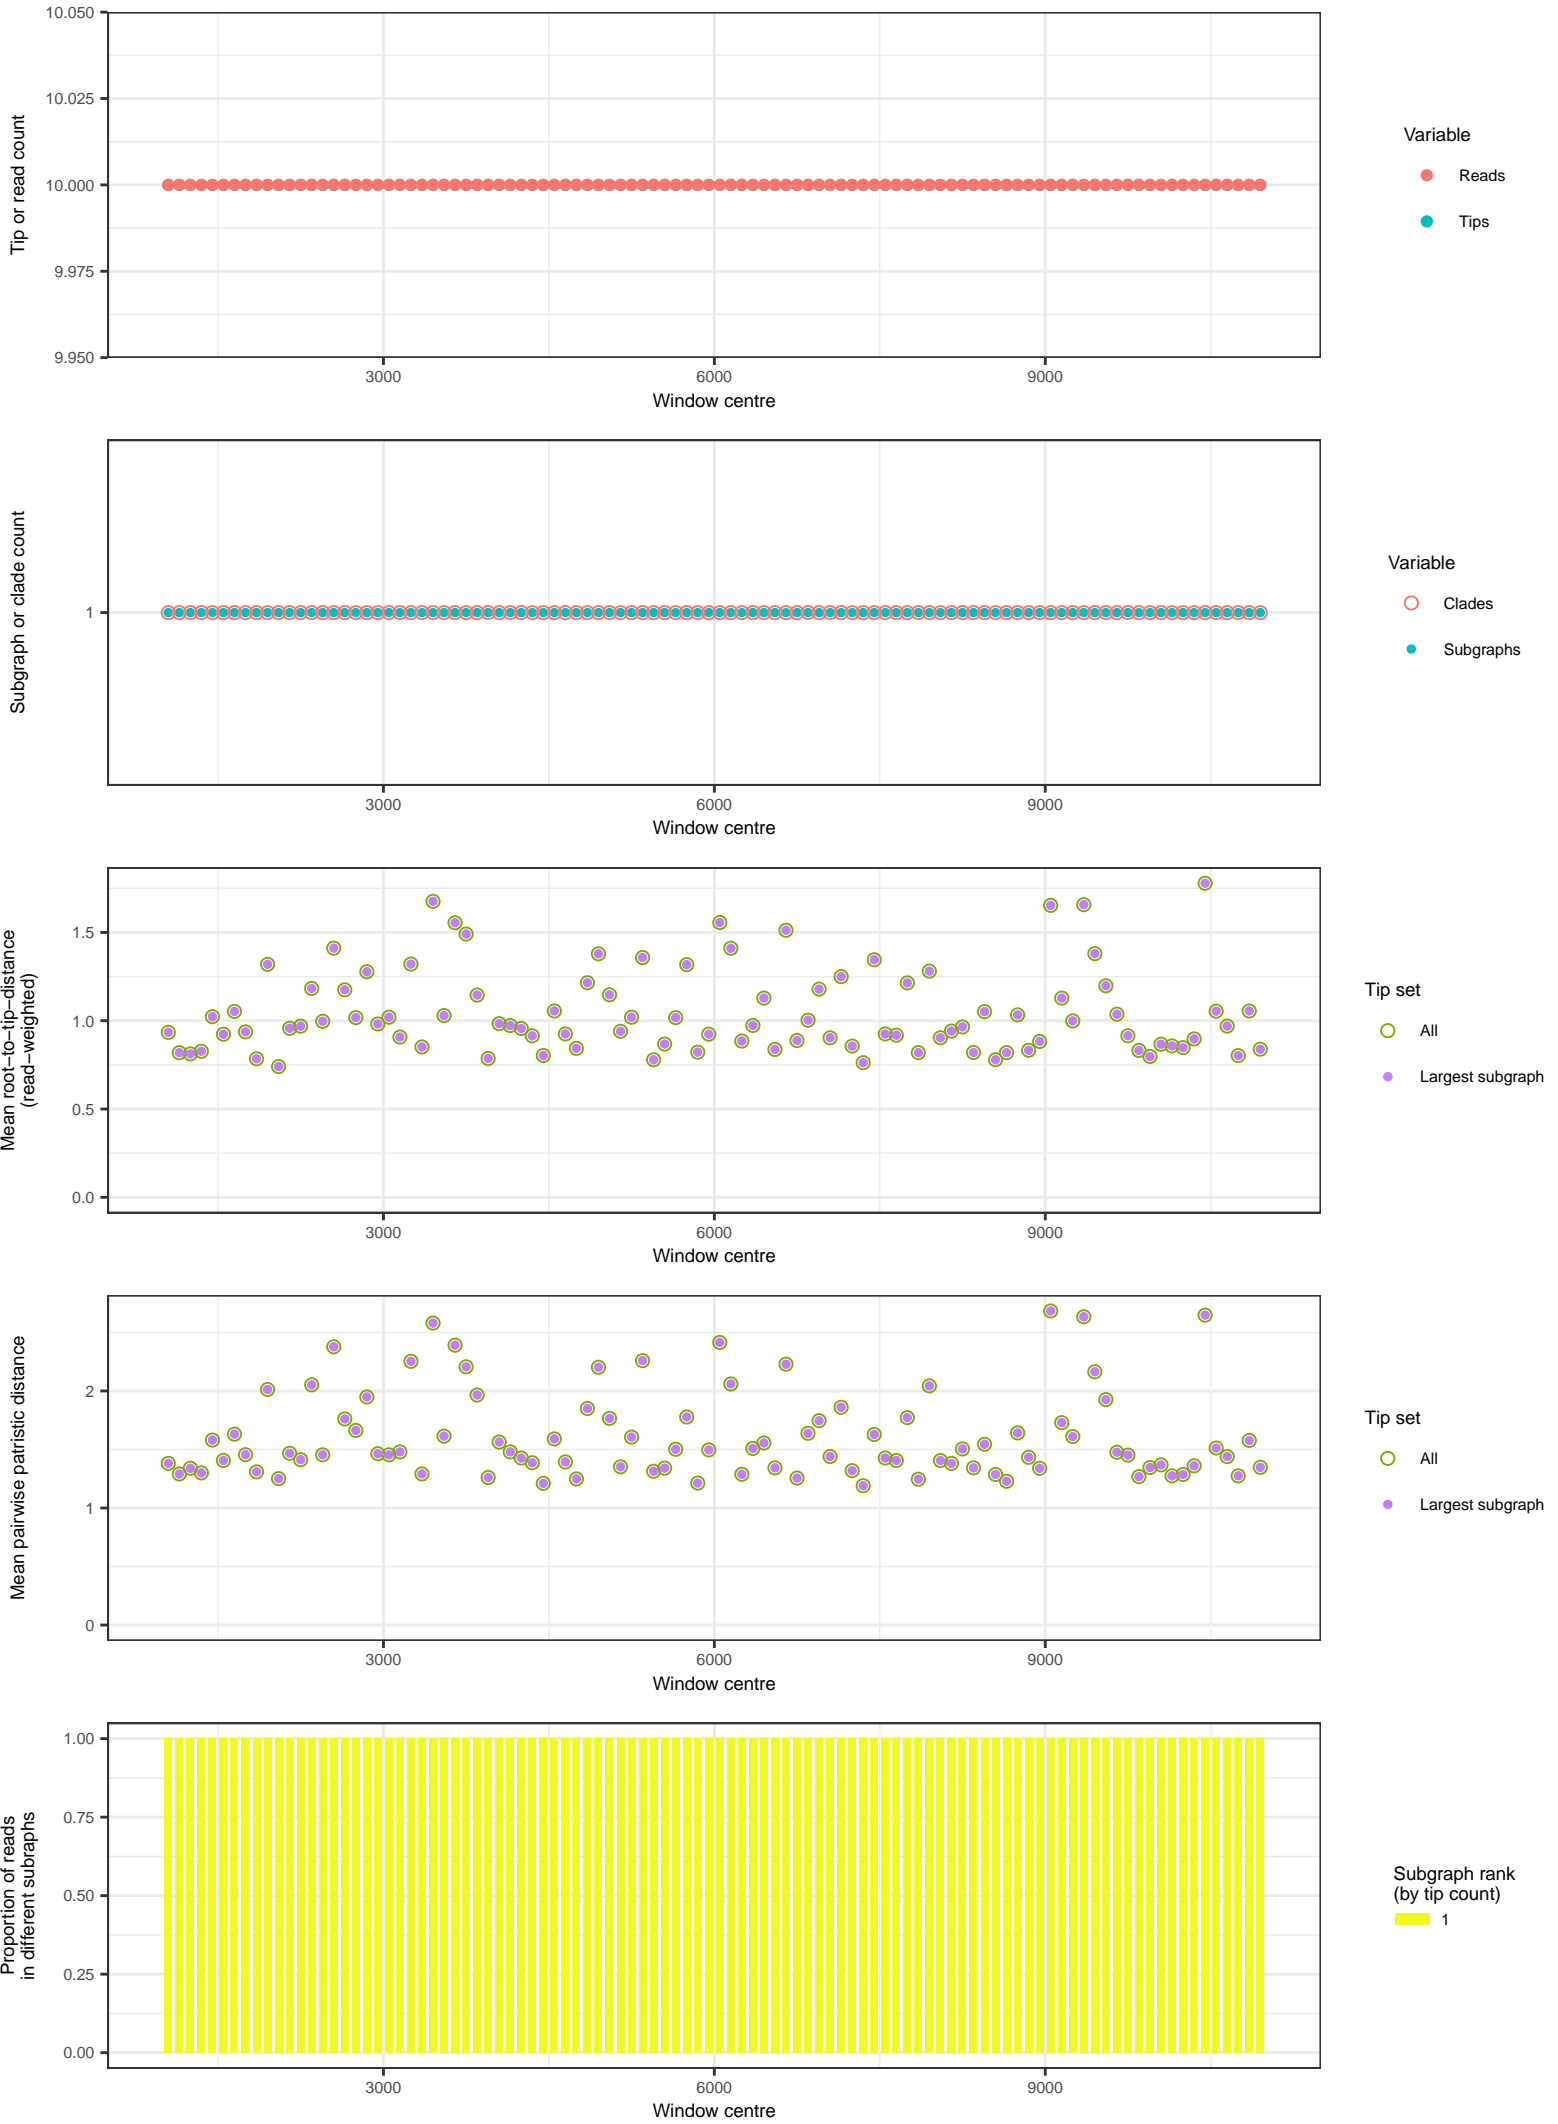 10.050
10.025
10.000
9.975
9.950
Tip or read count
3000
6000
9000
Window centre
Variable
Reads
Tips
1
Subgraph or clade count
3000
6000
9000
Window centre
Variable
Clades
Subgraphs
1.5
1.0
0.5
0.0
Mean root−to−tip−distance
(read−weighted)
3000
6000
9000
Window centre
Tip set
All
Largest subgraph
2
1
0
Mean pairwise patristic distance
3000
6000
9000
Window centre
Tip set
All
Largest subgraph
1.00
0.75
0.50
0.25
0.00
Proportion of reads
in different subraphs
3000
6000
9000
Window centre
Subgraph rank
(by tip count)
1